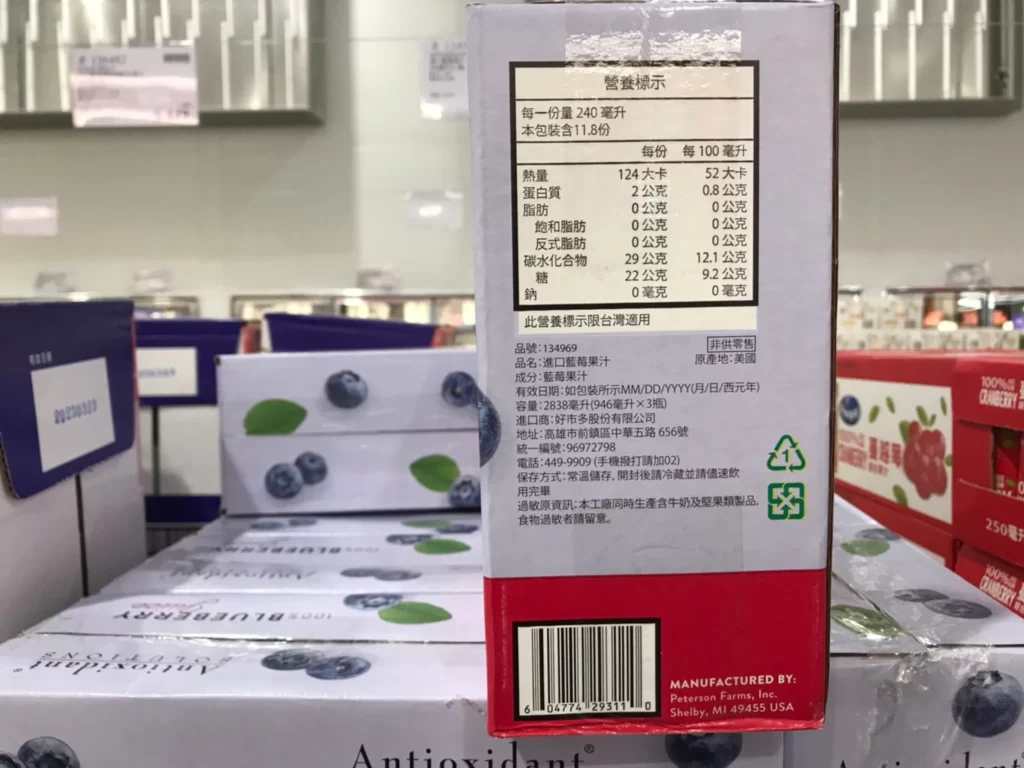 營養標示
每一份量 240 毫升
本包裝含11.8份
每份 每 100 毫升
熱量 124 大卡 52 大卡
蛋白質 2 公克 0.8 公克
脂肪 0 公克 0 公克
飽和脂肪 0 公克 0 公克
反式脂肪 0 公克 0 公克
碳水化合物 29 公克 12.1 公克
糖 22 公克 9.2 公克
鈉 0 毫克 0 毫克
此營養標示限台灣適用
品號:134969 非供零售
品名:進口藍莓果汁 原產地:美國
成分:藍莓果汁
有效日期:如包裝所示MM/DD/YYYY(月/日/西元年)
容量:2838毫升(946毫升×3瓶)
進口商:好市多股份有限公司
地址:高雄市前鎮區中華五路 656號
統一編號:96972798
電話:449-9909 (手機撥打請加02)
保存方式:常溫儲存,開封後請冷藏並請儘速飲
用完畢
過敏原資訊:本工廠同時生產含牛奶及堅果類製品,
食物過敏者請留意。
1
6 04774 29311 0
MANUFACTURED BY:
Peterson Farms, Inc.
Shelby, MI 49455 USA
有效日期
100% BLUEBERRY
Antioxidant
100% BLUEBERRY
Juice
Antioxidant®
SOLUTIONS
Antioxidant®
100%
CRANBERRY
蔓越莓
CRANBERRY
250毫升
100%
CRANBERRY